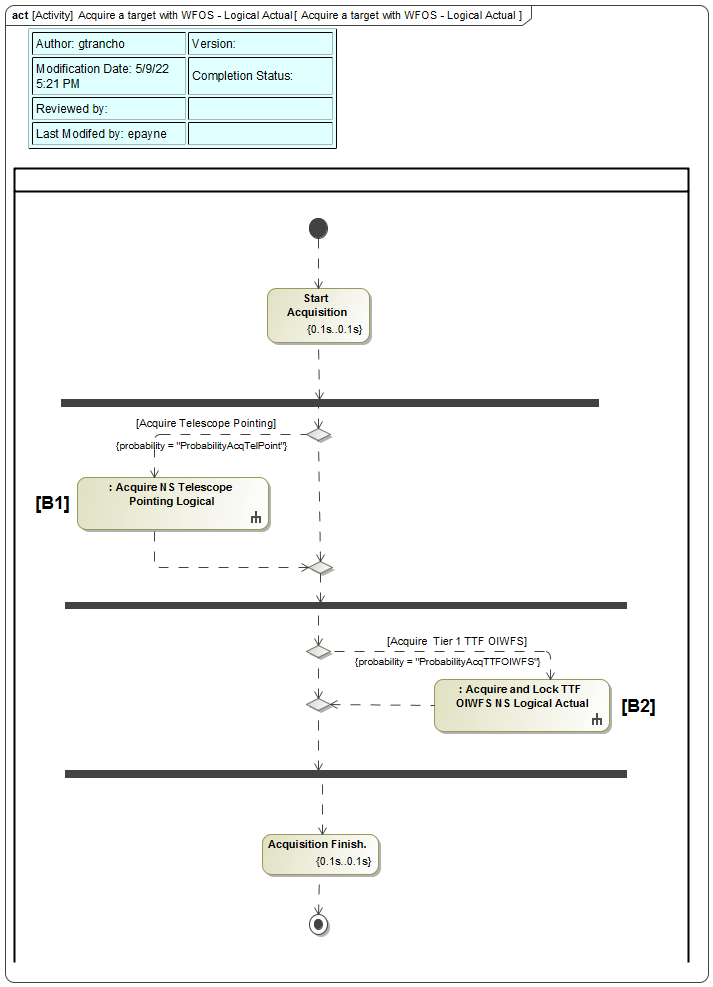 act [Activity] Acquire a target with WFOS - Logical Actual[ Acquire a target with WFOS - Logical Actual ]
Author: gtrancho
Version:
Modification Date: 5/9/22
5:21 PM
Completion Status:
Reviewed by:
Last Modifed by: epayne
Start
Acquisition
{0.1s..0.1s}
[Acquire Telescope Pointing]
{probability = "ProbabilityAcqTelPoint"}
[B1]
: Acquire NS Telescope
Pointing Logical
[Acquire Tier 1 TTF OIWFS]
{probability = "ProbabilityAcqTTFOIWFS"}
: Acquire and Lock TTF
OIWFS NS Logical Actual
[B2]
Acquisition Finish.
{0.1s..0.1s}